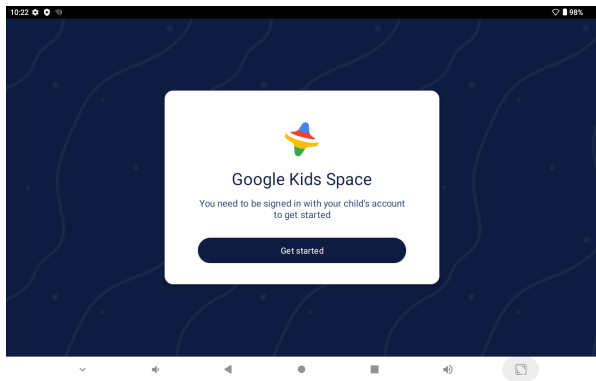 10:22 98%
Google Kids Space
You need to be signed in with your child's account
to get started
Get started